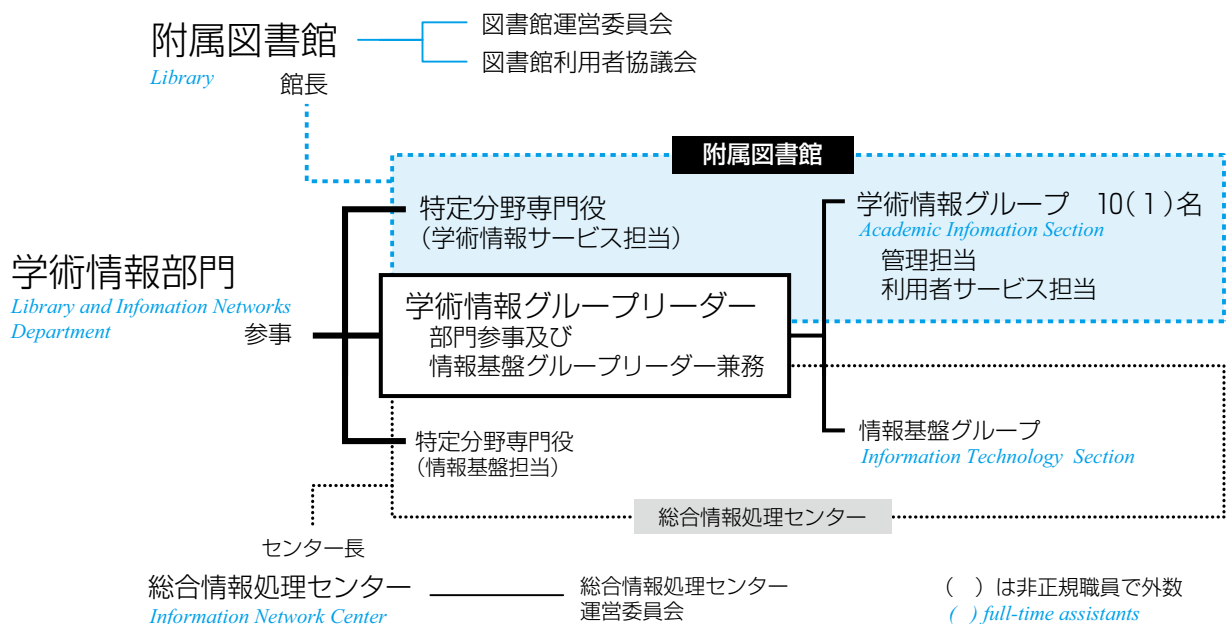 附属図書館
Library
館長
図書館運営委員会
図書館利用者協議会
附属図書館
特定分野専門役
（学術情報サービス担当）
学術情報グループ　10(１)名
Academic Infomation Section
管理担当
利用者サービス担当
学術情報部門
Library and Infomation Networks
Department
参事
学術情報グループリーダー
部門参事及び
情報基盤グループリーダー兼務
特定分野専門役
（情報基盤担当）
情報基盤グループ
Information Technology Section
総合情報処理センター
センター長
総合情報処理センター
Information Network Center
総合情報処理センター
運営委員会
（　）は非正規職員で外数
(　) full-time assistants